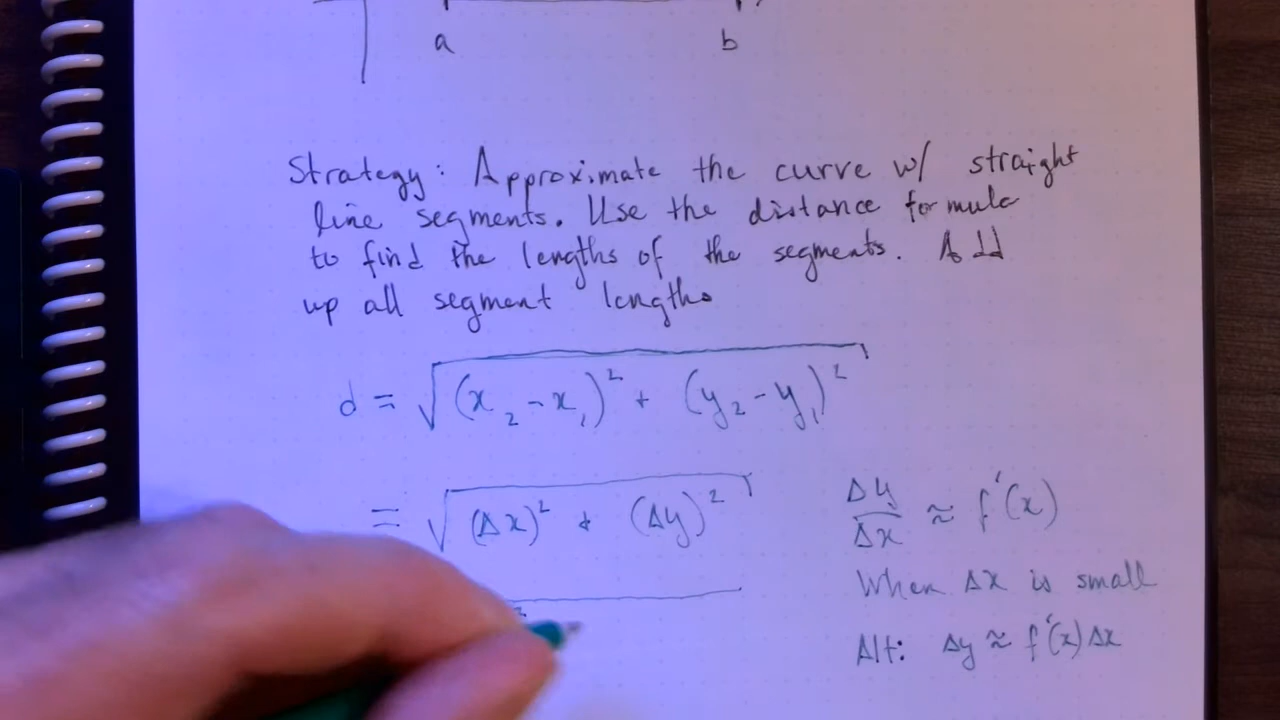 a b
Strategy: Approximate the curve w/ straight
line segments. Use the distance formula
to find the lengths of the segments. Add
up all segment lengths
d = √((x₂-x₁)² + (y₂-y₁)²)
= √((Δx)² + (Δy)²)
Δy/Δx ≈ f'(x)
When Δx is small
Alt: Δy ≈ f'(x)Δx